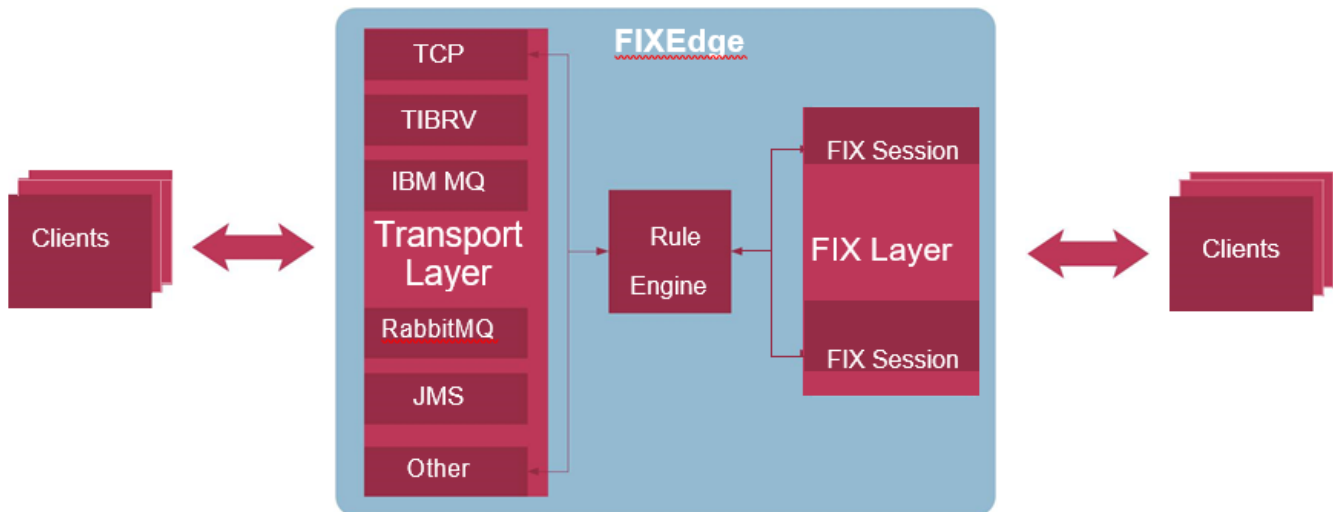 FIXEdge
Clients
TCP
TIBRV
IBM MQ
Transport
Layer
RabbitMQ
JMS
Other
Rule
Engine
FIX Session
FIX Layer
FIX Session
Clients